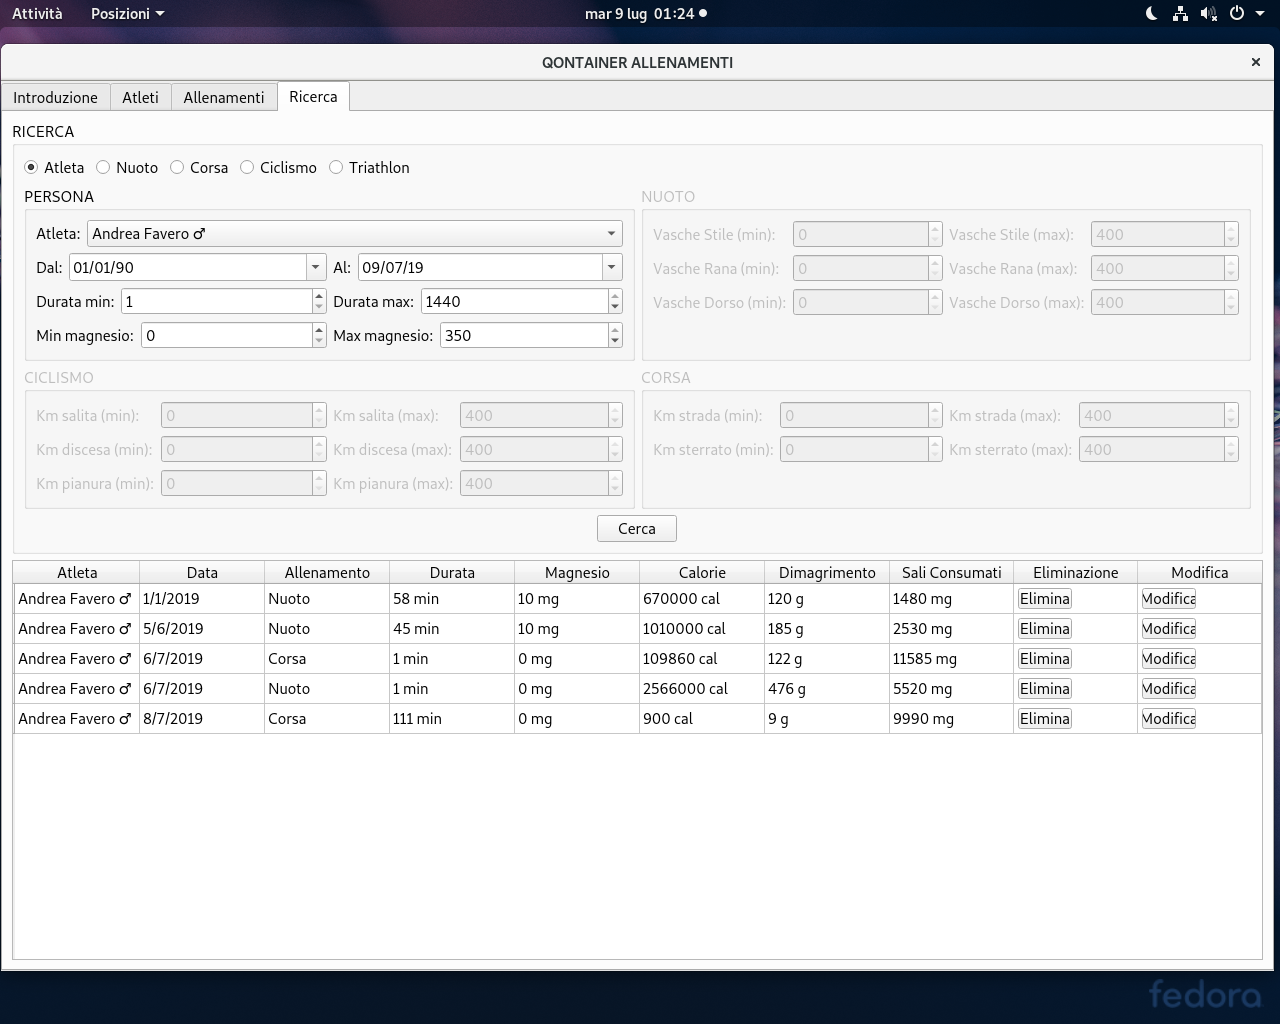 Attività Posizioni mar 9 lug 01:24
QONTAINER ALLENAMENTI
Introduzione Atleti Allenamenti Ricerca
RICERCA
Atleta Nuoto Corsa Ciclismo Triathlon
PERSONA
Atleta: Andrea Favero ♂
Dal: 01/01/90 Al: 09/07/19
Durata min: 1 Durata max: 1440
Min magnesio: 0 Max magnesio: 350
NUOTO
Vasche Stile (min): 0 Vasche Stile (max): 400
Vasche Rana (min): 0 Vasche Rana (max): 400
Vasche Dorso (min): 0 Vasche Dorso (max): 400
CICLISMO
Km salita (min): 0 Km salita (max): 400
Km discesa (min): 0 Km discesa (max): 400
Km pianura (min): 0 Km pianura (max): 400
CORSA
Km strada (min): 0 Km strada (max): 400
Km sterrato (min): 0 Km sterrato (max): 400
Cerca
Atleta Data Allenamento Durata Magnesio Calorie Dimagrimento Sali Consumati Eliminazione Modifica
Andrea Favero ♂ 1/1/2019 Nuoto 58 min 10 mg 670000 cal 120 g 1480 mg Elimina Modifica
Andrea Favero ♂ 5/6/2019 Nuoto 45 min 10 mg 1010000 cal 185 g 2530 mg Elimina Modifica
Andrea Favero ♂ 6/7/2019 Corsa 1 min 0 mg 109860 cal 122 g 11585 mg Elimina Modifica
Andrea Favero ♂ 6/7/2019 Nuoto 1 min 0 mg 2566000 cal 476 g 5520 mg Elimina Modifica
Andrea Favero ♂ 8/7/2019 Corsa 111 min 0 mg 900 cal 9 g 9990 mg Elimina Modifica
fedora